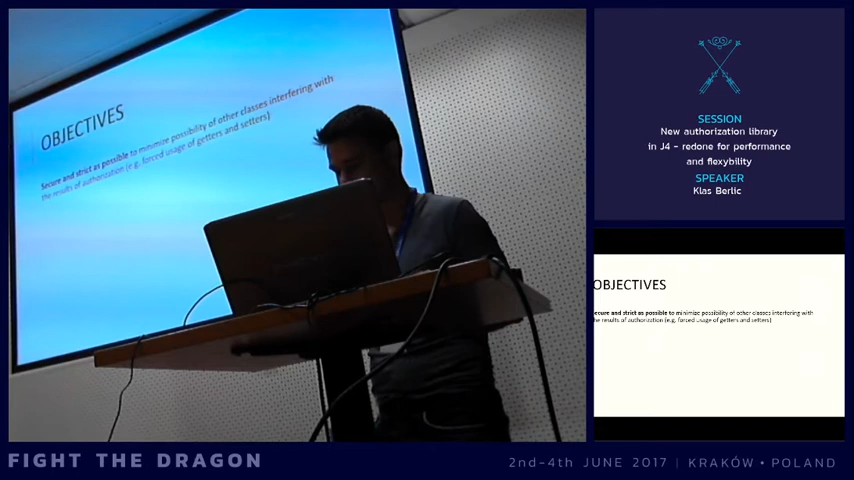 OBJECTIVES
Secure and strict as possible to minimize possibility of other classes interfering with
the results of authorization (e.g. forced usage of getters and setters)
SESSION
New authorization library
in J4 - redone for performance
and flexybility
SPEAKER
Klas Berlic
OBJECTIVES
ecure and strict as possible to minimize possibility of other classes interfering with
he results of authorization (e.g. forced usage of getters and setters)
FIGHT THE DRAGON
2nd-4th JUNE 2017 | KRAKÓW • POLAND